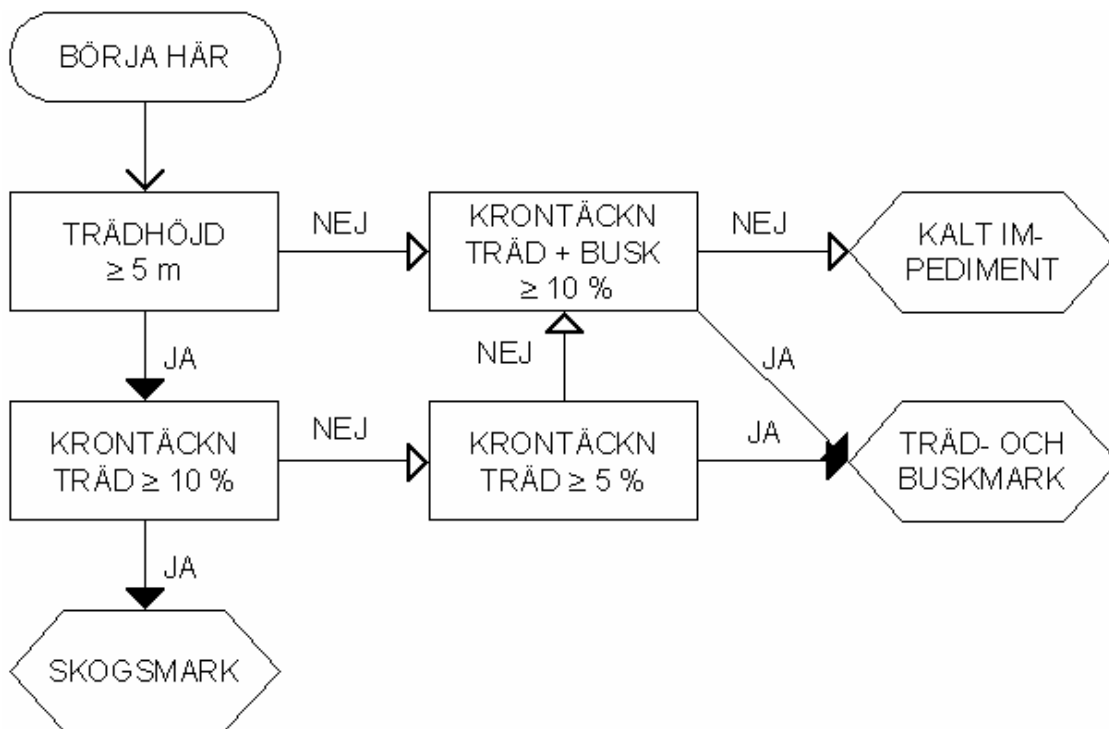 BÖRJA HÄR
TRÄDHÖJD
≥ 5 m
NEJ
KRONTÄCKN
TRÄD + BUSK
≥ 10 %
NEJ
KALT IM-
PEDIMENT
JA
NEJ
JA
KRONTÄCKN
TRÄD ≥ 10 %
NEJ
KRONTÄCKN
TRÄD ≥ 5 %
JA
TRÄD- OCH
BUSKMARK
JA
SKOGSMARK